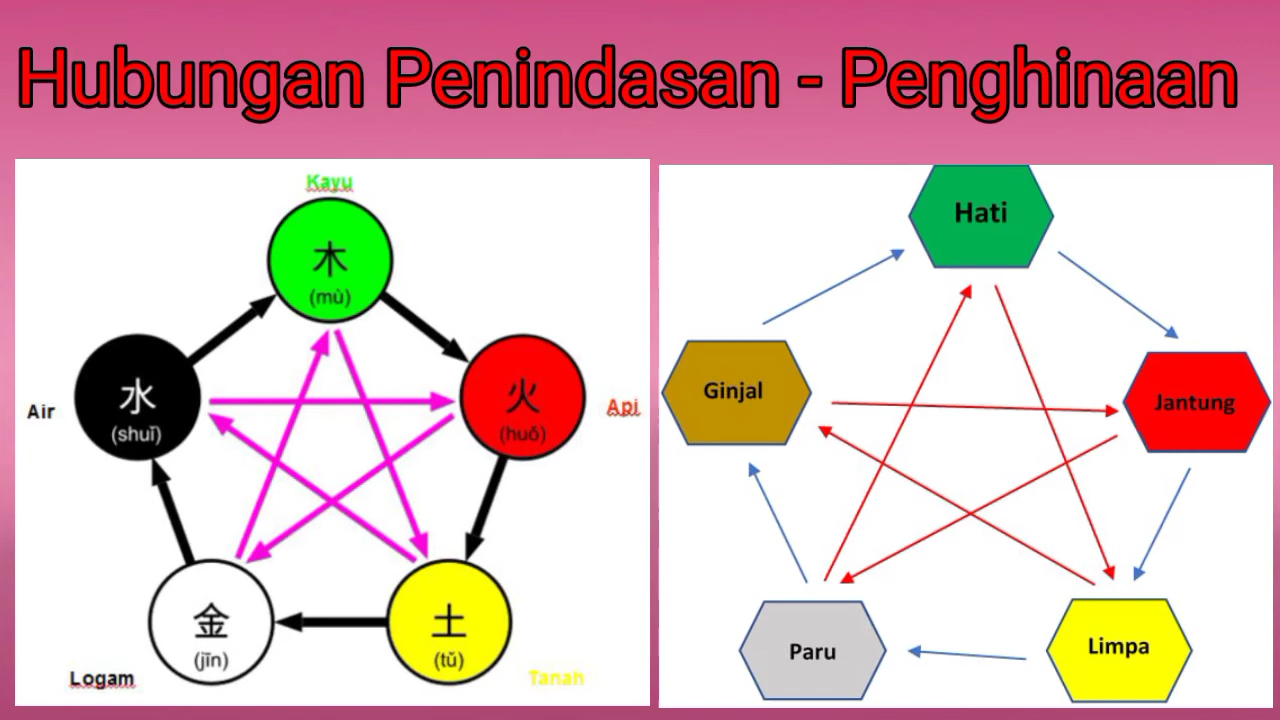 Hubungan Penindasan - Penghinaan
Kayu
木
(mù)
水
(shuǐ)
Air
火
(huǒ)
Api
金
(jīn)
Logam
土
(tǔ)
Tanah
Hati
Ginjal
Jantung
Paru
Limpa